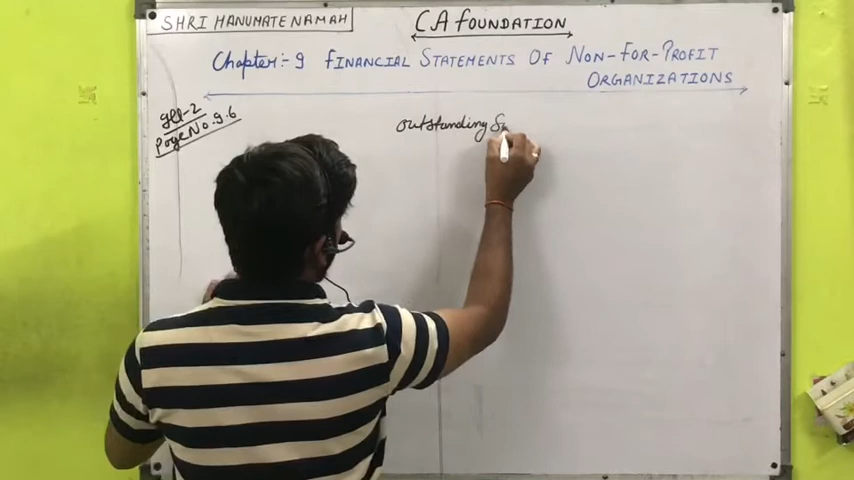 SHRI HANUMATE NAMAH
CA FOUNDATION
Chapter:- 9 FINANCIAL STATEMENTS OF NON-FOR-PROFIT
ORGANIZATIONS
ill-2
Page No. 9.6
outstanding S